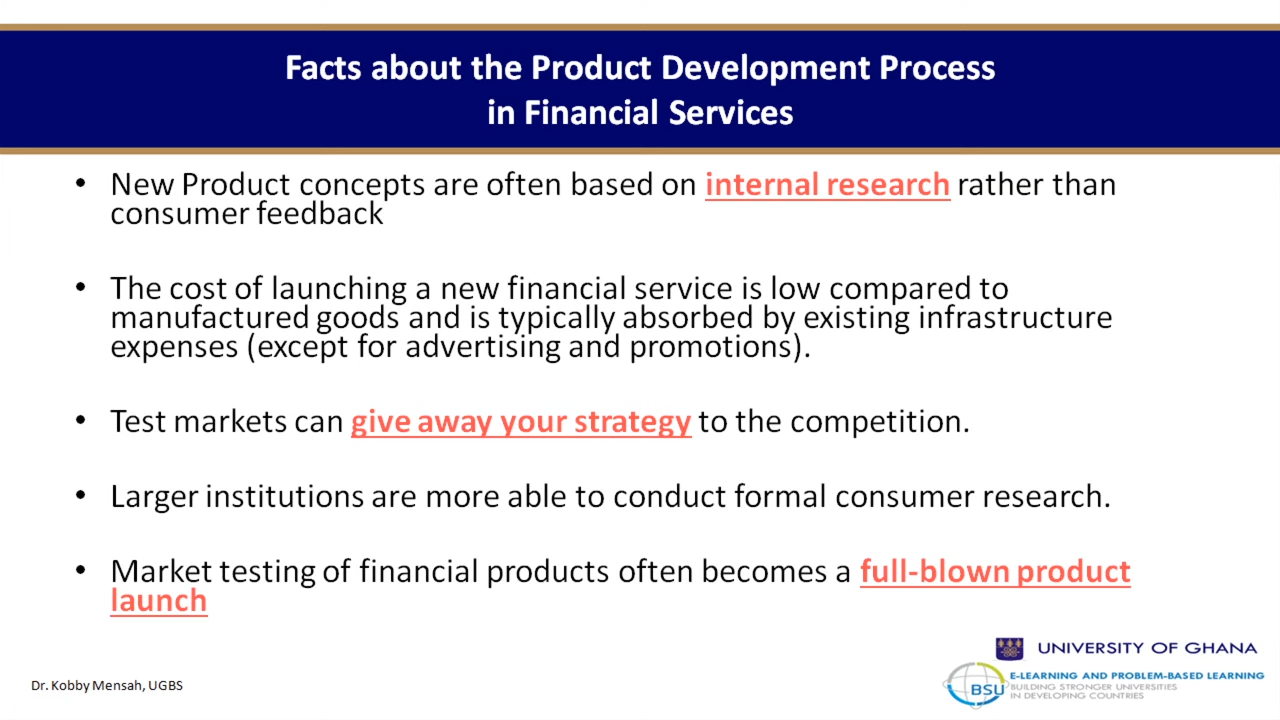 Facts about the Product Development Process
in Financial Services
• New Product concepts are often based on internal research rather than
consumer feedback
• The cost of launching a new financial service is low compared to
manufactured goods and is typically absorbed by existing infrastructure
expenses (except for advertising and promotions).
• Test markets can give away your strategy to the competition.
• Larger institutions are more able to conduct formal consumer research.
• Market testing of financial products often becomes a full-blown product
launch
Dr. Kobby Mensah, UGBS
UNIVERSITY OF GHANA
BSU
E-LEARNING AND PROBLEM-BASED LEARNING
BUILDING STRONGER UNIVERSITIES
IN DEVELOPING COUNTRIES